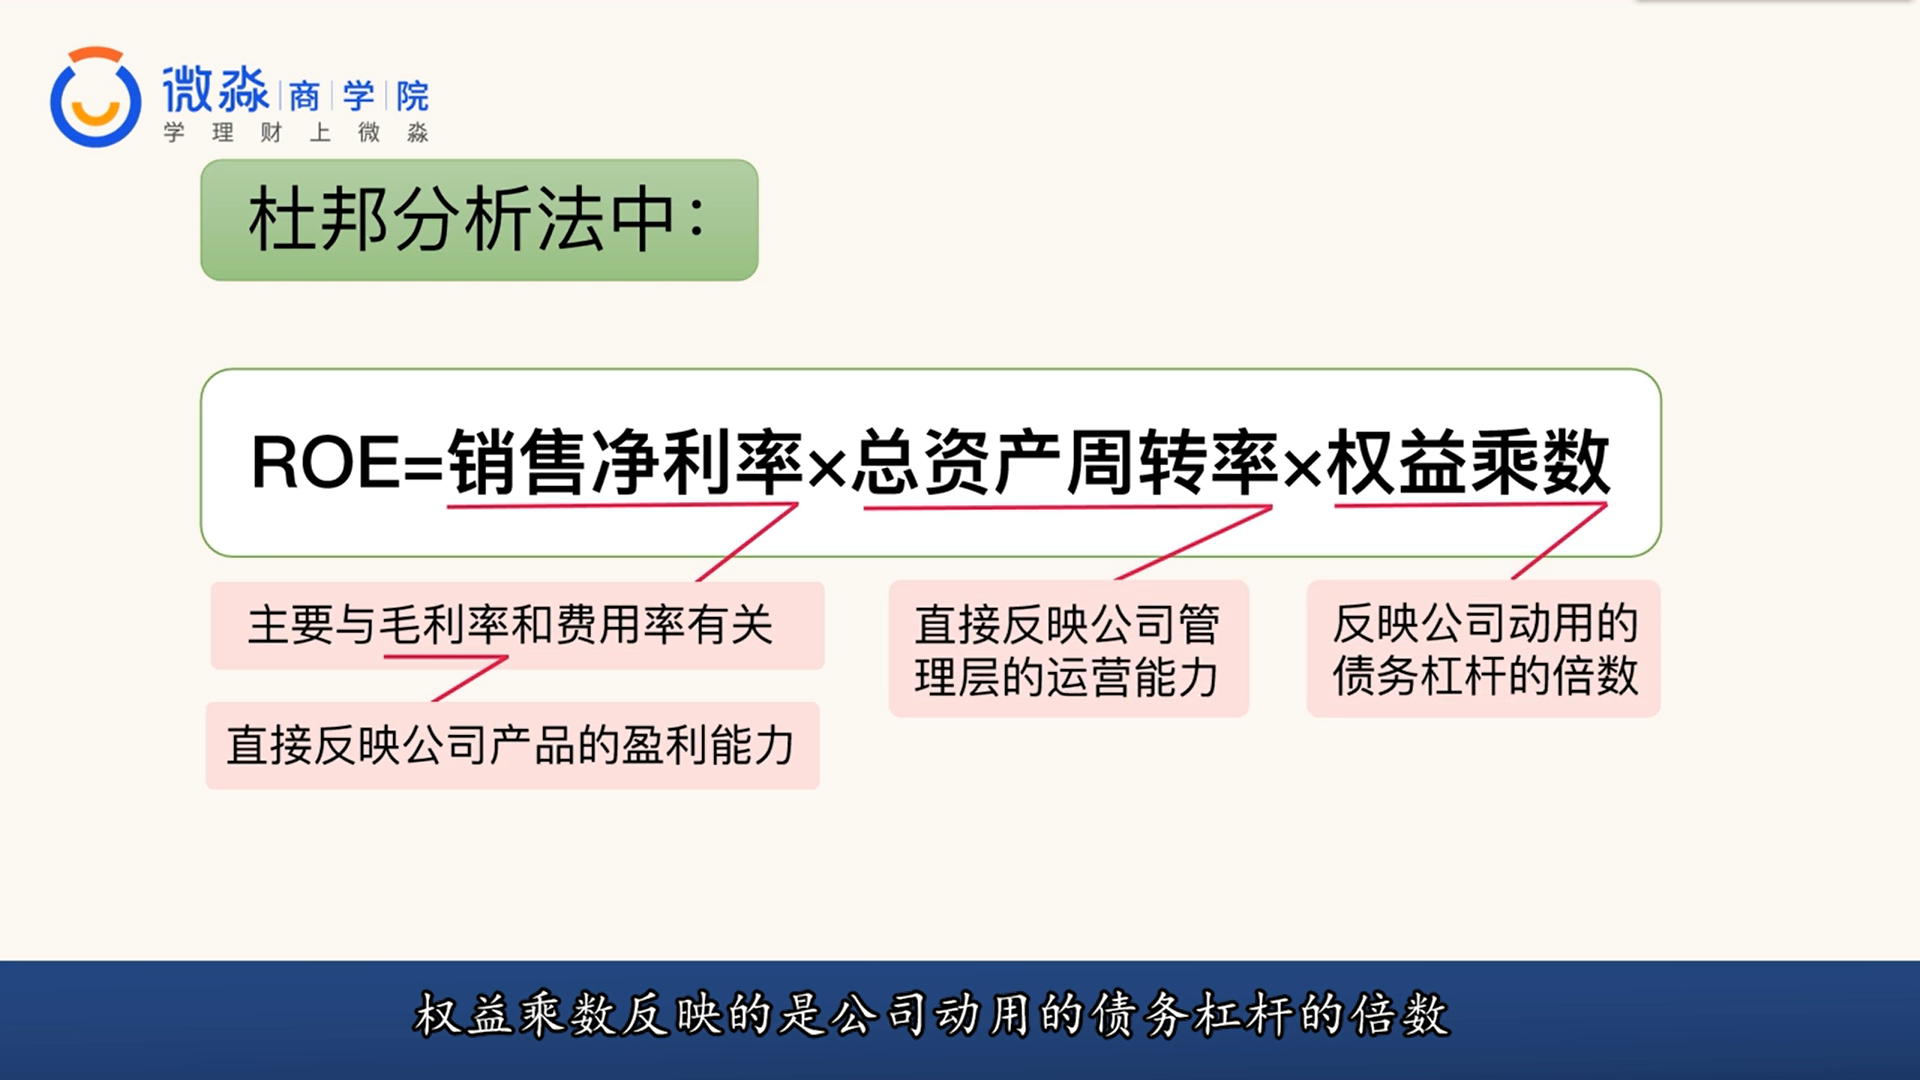 微淼 商 学 院
学理财上微淼
杜邦分析法中：
ROE=销售净利率×总资产周转率×权益乘数
主要与毛利率和费用率有关
直接反映公司产品的盈利能力
直接反映公司管
理层的运营能力
反映公司动用的
债务杠杆的倍数
权益乘数反映的是公司动用的债务杠杆的倍数